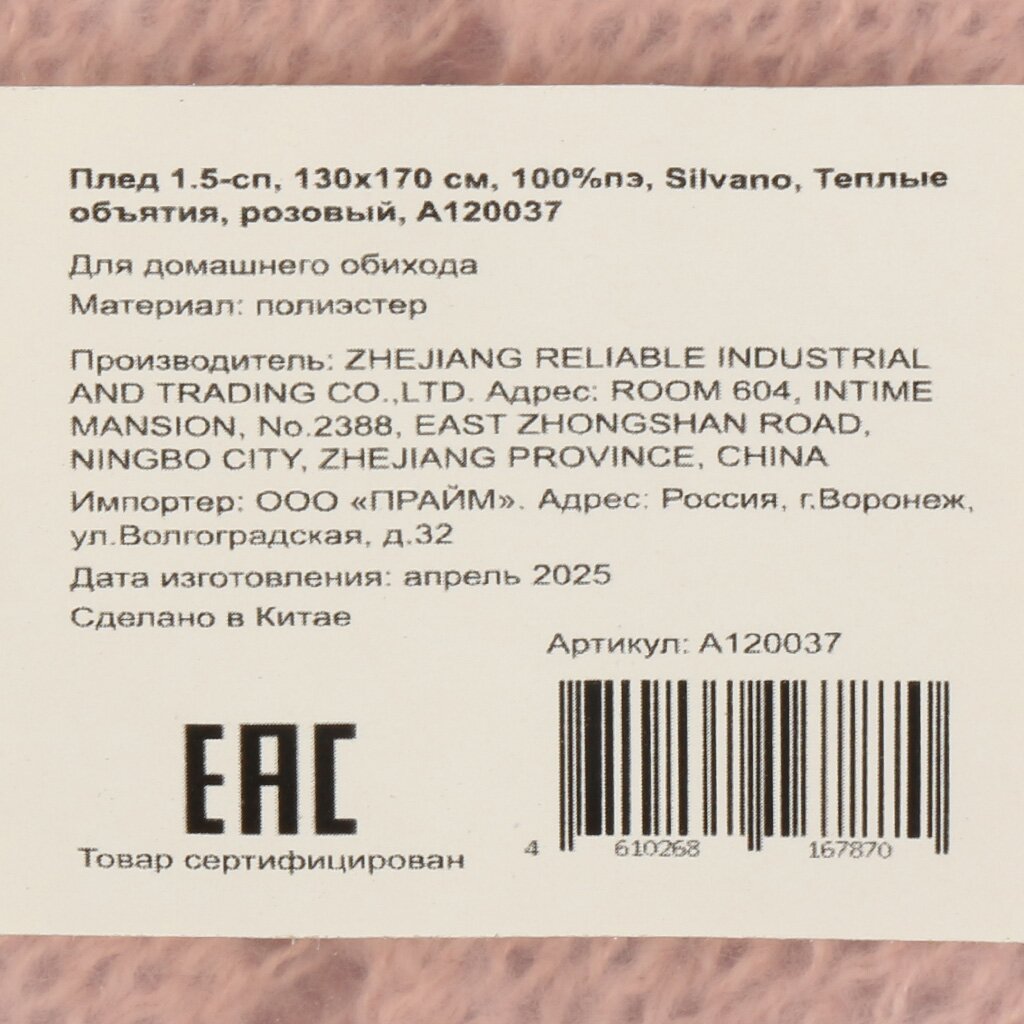 Плед 1.5-сп, 130х170 см, 100%пэ, Silvano, Теплые
объятия, розовый, А120037
Для домашнего обихода
Материал: полиэстер
Производитель: ZHEJIANG RELIABLE INDUSTRIAL
AND TRADING CO.,LTD. Адрес: ROOM 604, INTIME
MANSION, No.2388, EAST ZHONGSHAN ROAD,
NINGBO CITY, ZHEJIANG PROVINCE, CHINA
Импортер: ООО «ПРАЙМ». Адрес: Россия, г.Воронеж,
ул.Волгоградская, д.32
Дата изготовления: апрель 2025
Сделано в Китае
Артикул: А120037
EAC
Товар сертифицирован
4 610268 167870